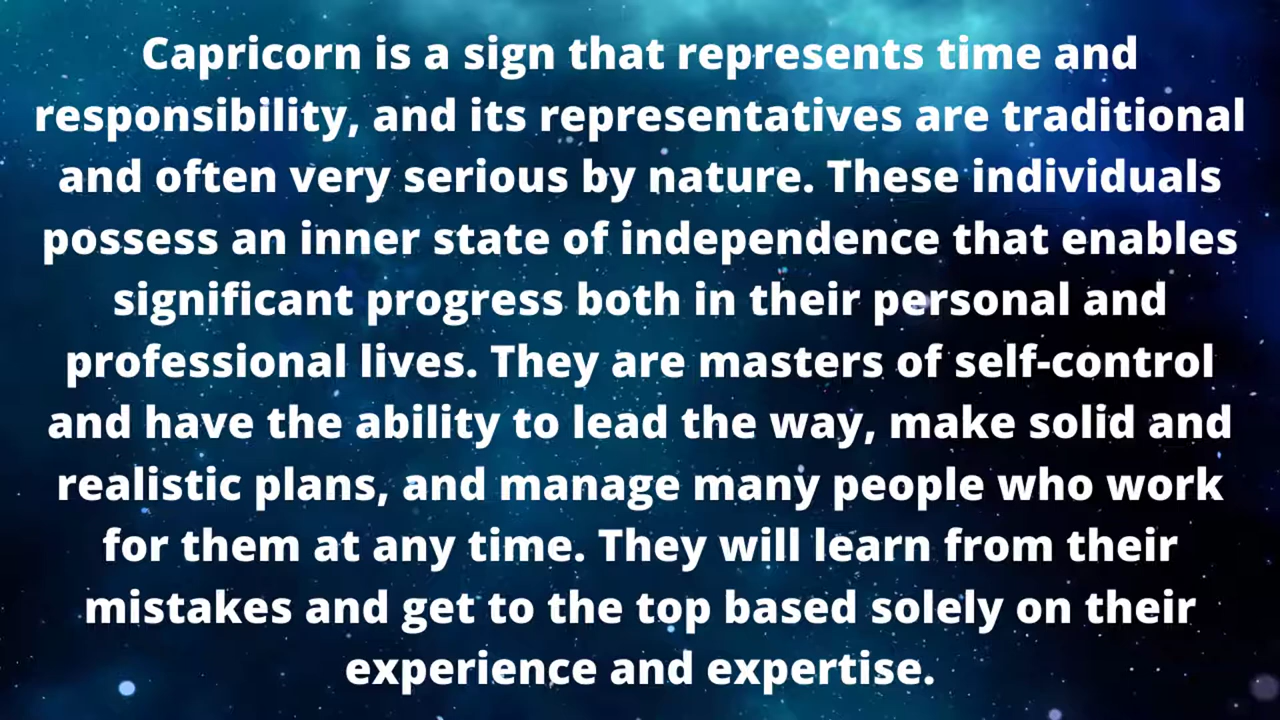 Capricorn is a sign that represents time and
responsibility, and its representatives are traditional
and often very serious by nature. These individuals
possess an inner state of independence that enables
significant progress both in their personal and
professional lives. They are masters of self-control
and have the ability to lead the way, make solid and
realistic plans, and manage many people who work
for them at any time. They will learn from their
mistakes and get to the top based solely on their
experience and expertise.